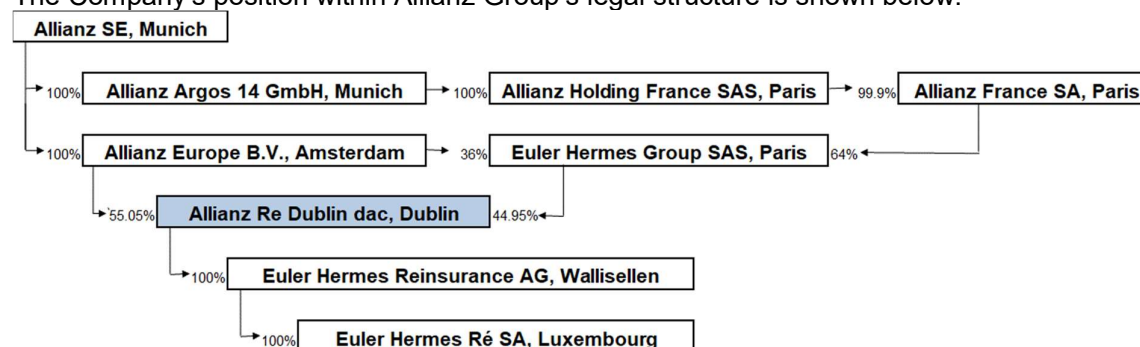 The Company's position within Allianz Group's legal structure is shown below.
Allianz SE, Munich
100% Allianz Argos 14 GmbH, Munich 100% Allianz Holding France SAS, Paris 99.9% Allianz France SA, Paris
100% Allianz Europe B.V., Amsterdam 36% Euler Hermes Group SAS, Paris 64%
`55.05% Allianz Re Dublin dac, Dublin 44.95%
100% Euler Hermes Reinsurance AG, Wallisellen
100% Euler Hermes Ré SA, Luxembourg